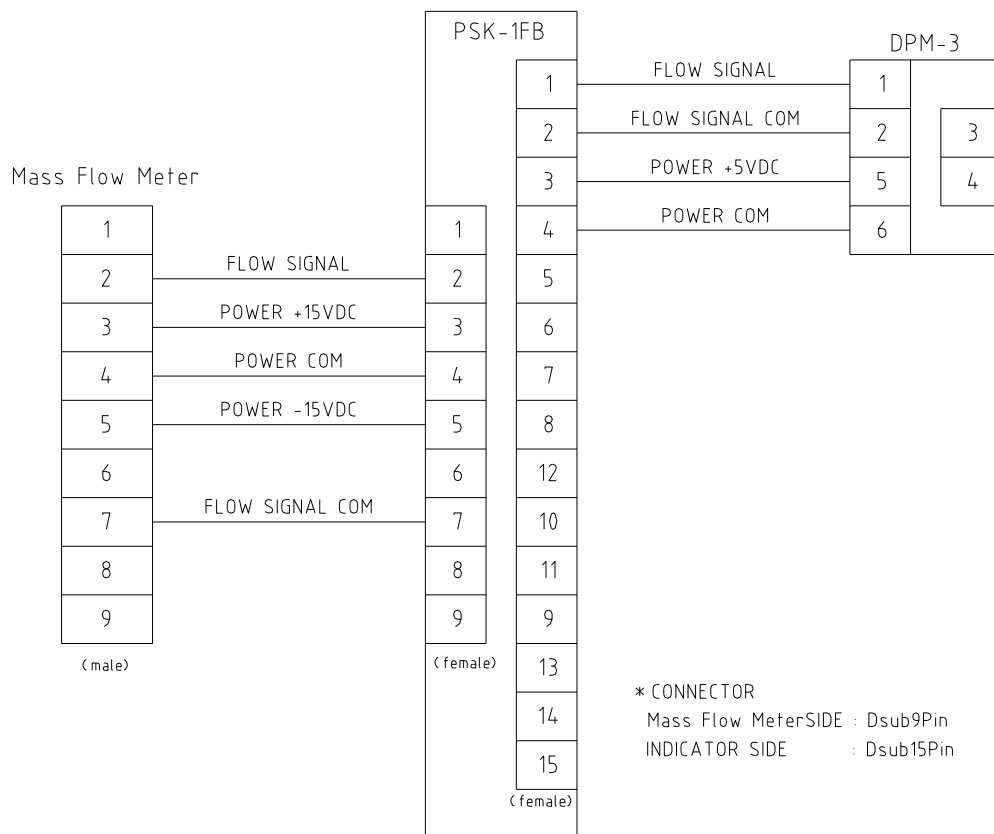 PSK-1FB
DPM-3
Mass Flow Meter
1
2
3
4
5
6
7
8
9
(male)
FLOW SIGNAL
POWER +15VDC
POWER COM
POWER -15VDC
FLOW SIGNAL COM
1
2
3
4
5
6
7
8
9
(female)
1
2
3
4
5
6
7
8
12
10
11
9
13
14
15
(female)
FLOW SIGNAL
FLOW SIGNAL COM
POWER +5VDC
POWER COM
1
2
5
6
3
4
* CONNECTOR
Mass Flow MeterSIDE : Dsub9Pin
INDICATOR SIDE : Dsub15Pin